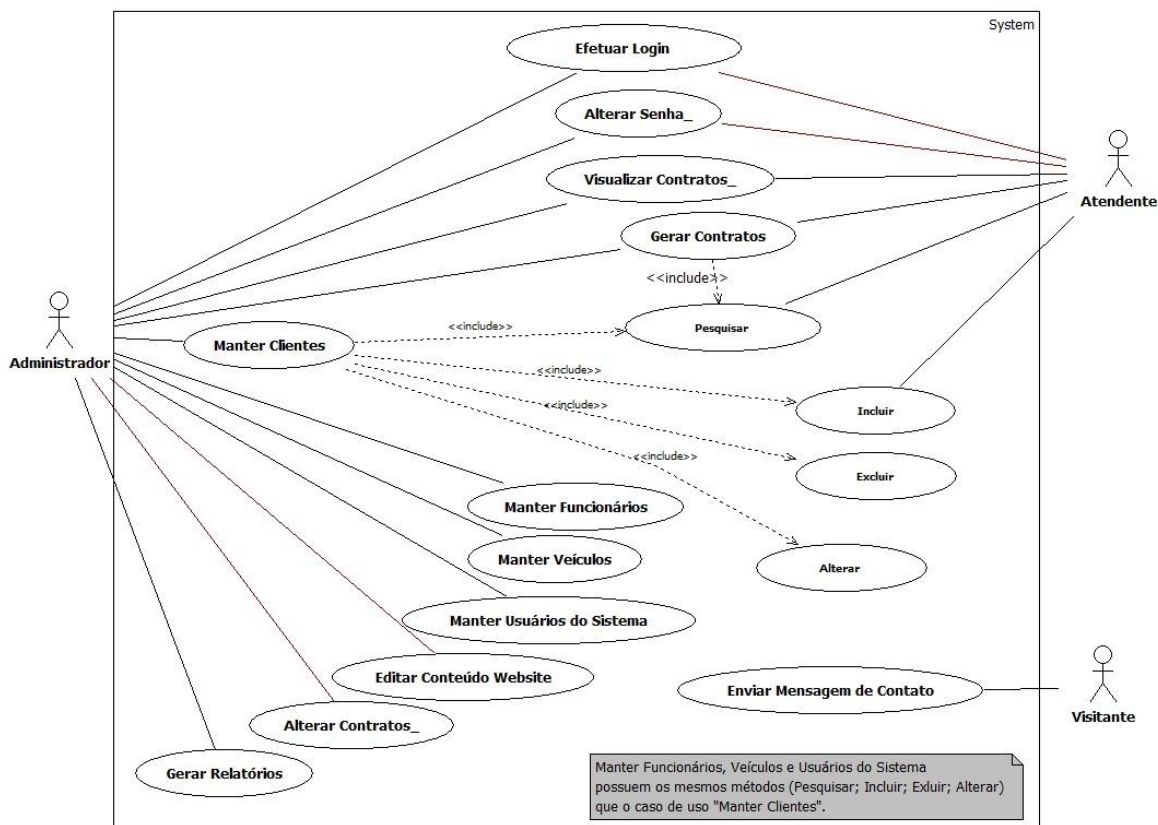 System
Efetuar Login
Alterar Senha_
Visualizar Contratos_
Atendente
Gerar Contratos
<<include>>
<<include>>
Pesquisar
Manter Clientes
Administrador
<<include>>
<<include>>
Incluir
<<include>>
Excluir
Manter Funcionários
Manter Veículos
Alterar
Manter Usuários do Sistema
Editar Conteúdo Website
Enviar Mensagem de Contato
Visitante
Alterar Contratos_
Gerar Relatórios
Manter Funcionários, Veículos e Usuários do Sistema
possuem os mesmos métodos (Pesquisar; Incluir; Exluir; Alterar)
que o caso de uso "Manter Clientes".